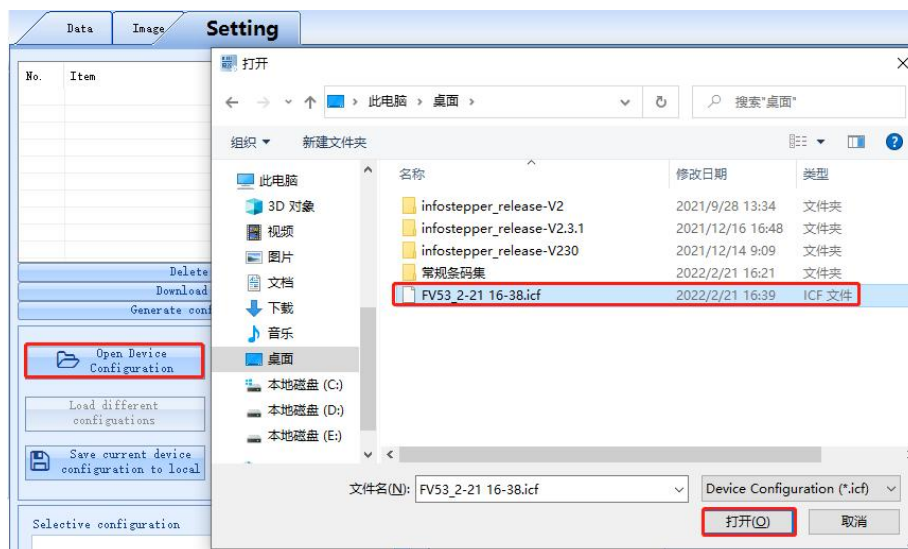 Data Image Setting
No. Item
打开
此电脑 › 桌面 ›
搜索"桌面"
组织 新建文件夹
名称 修改日期 类型
此电脑
3D 对象
视频
图片
文档
下载
音乐
桌面
本地磁盘 (C:)
本地磁盘 (D:)
本地磁盘 (E:)
infostepper_release-V2 2021/9/28 13:34 文件夹
infostepper_release-V2.3.1 2021/12/16 16:48 文件夹
infostepper_release-V230 2021/12/14 9:09 文件夹
常规条码集 2022/2/21 16:21 文件夹
FV53_2-21 16-38.icf 2022/2/21 16:39 ICF 文件
Delete
Download
Generate conf
Open Device
Configuration
Load different
configuations
Save current device
configuration to local
Selective configuration
文件名(N): FV53_2-21 16-38.icf Device Configuration (*.icf)
打开(O) 取消